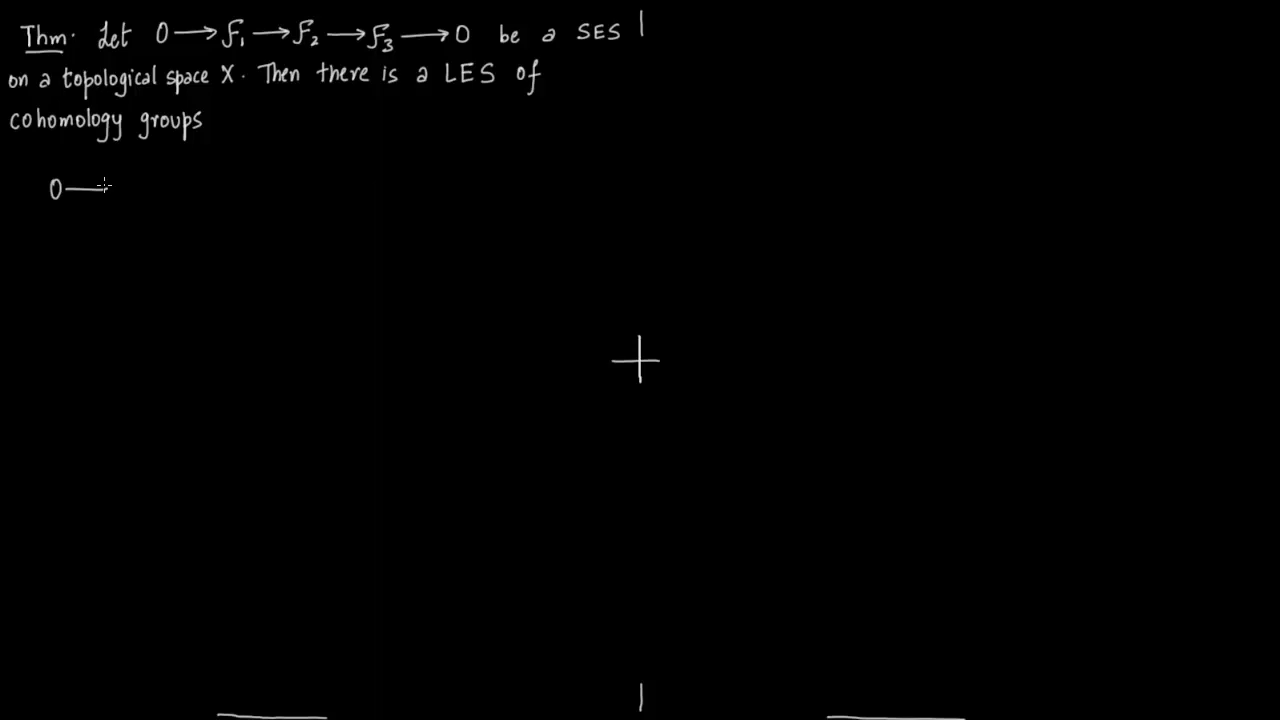 Thm. Let 0 ⟶ F₁ ⟶ F₂ ⟶ F₃ ⟶ 0 be a SES
on a topological space X. Then there is a LES of
cohomology groups
0 —